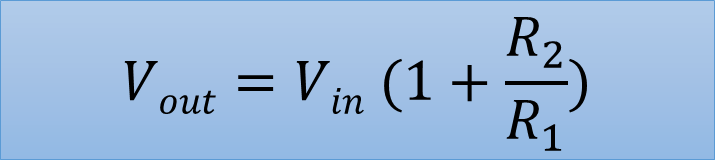 V_out = V_in (1 + R_2/R_1)